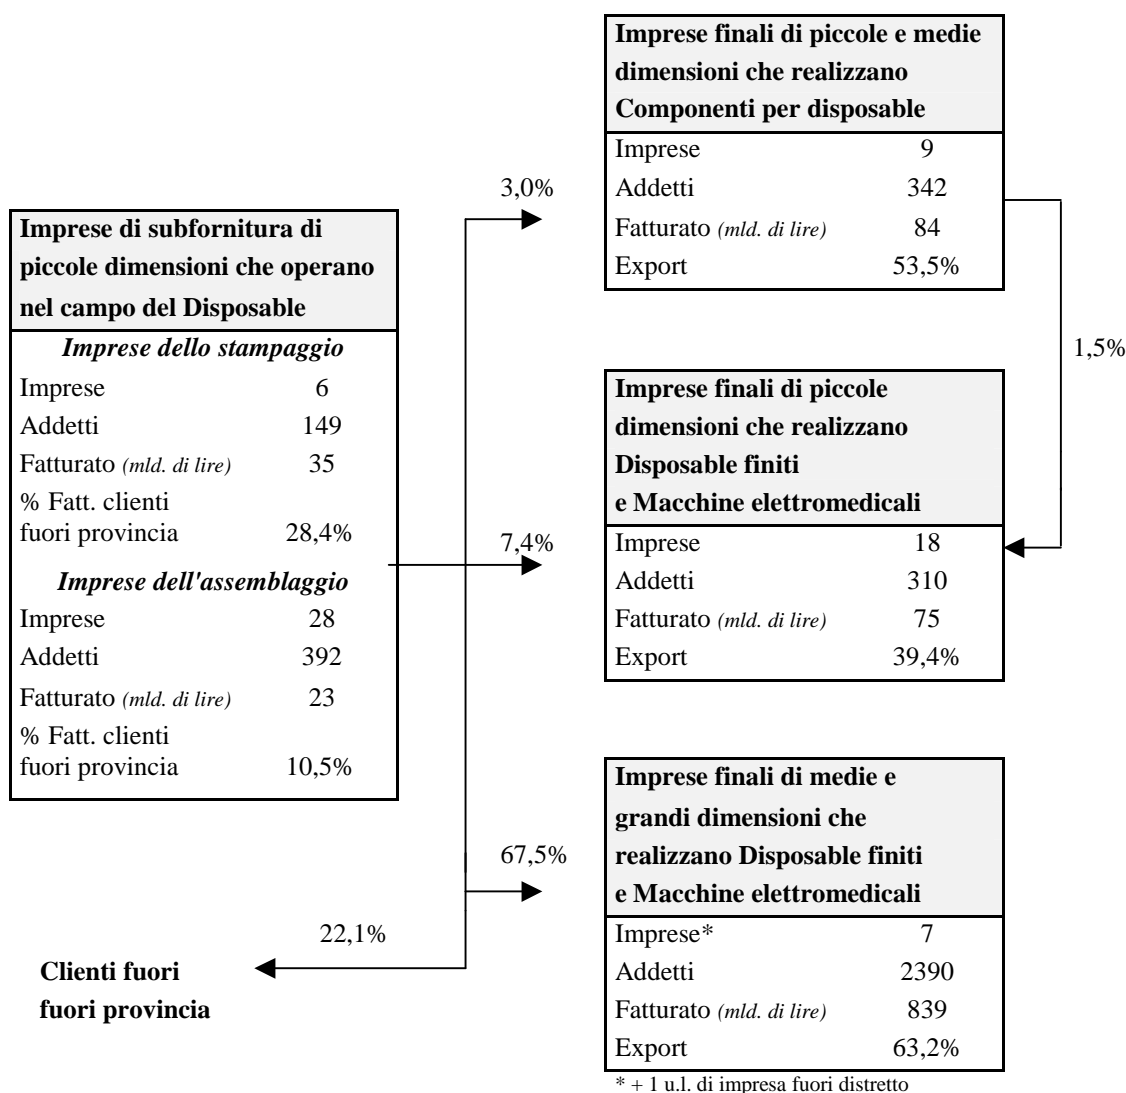 Imprese finali di piccole e medie
dimensioni che realizzano
Componenti per disposable
Imprese 9
Addetti 342
Fatturato (mld. di lire) 84
Export 53,5%
3,0%
Imprese di subfornitura di
piccole dimensioni che operano
nel campo del Disposable
Imprese dello stampaggio
Imprese 6
Addetti 149
Fatturato (mld. di lire) 35
% Fatt. clienti
fuori provincia 28,4%
Imprese dell'assemblaggio
Imprese 28
Addetti 392
Fatturato (mld. di lire) 23
% Fatt. clienti
fuori provincia 10,5%
1,5%
Imprese finali di piccole
dimensioni che realizzano
Disposable finiti
e Macchine elettromedicali
7,4%
Imprese 18
Addetti 310
Fatturato (mld. di lire) 75
Export 39,4%
Imprese finali di medie e
grandi dimensioni che
realizzano Disposable finiti
e Macchine elettromedicali
67,5%
Imprese* 7
Addetti 2390
Fatturato (mld. di lire) 839
Export 63,2%
* + 1 u.l. di impresa fuori distretto
22,1%
Clienti fuori
fuori provincia